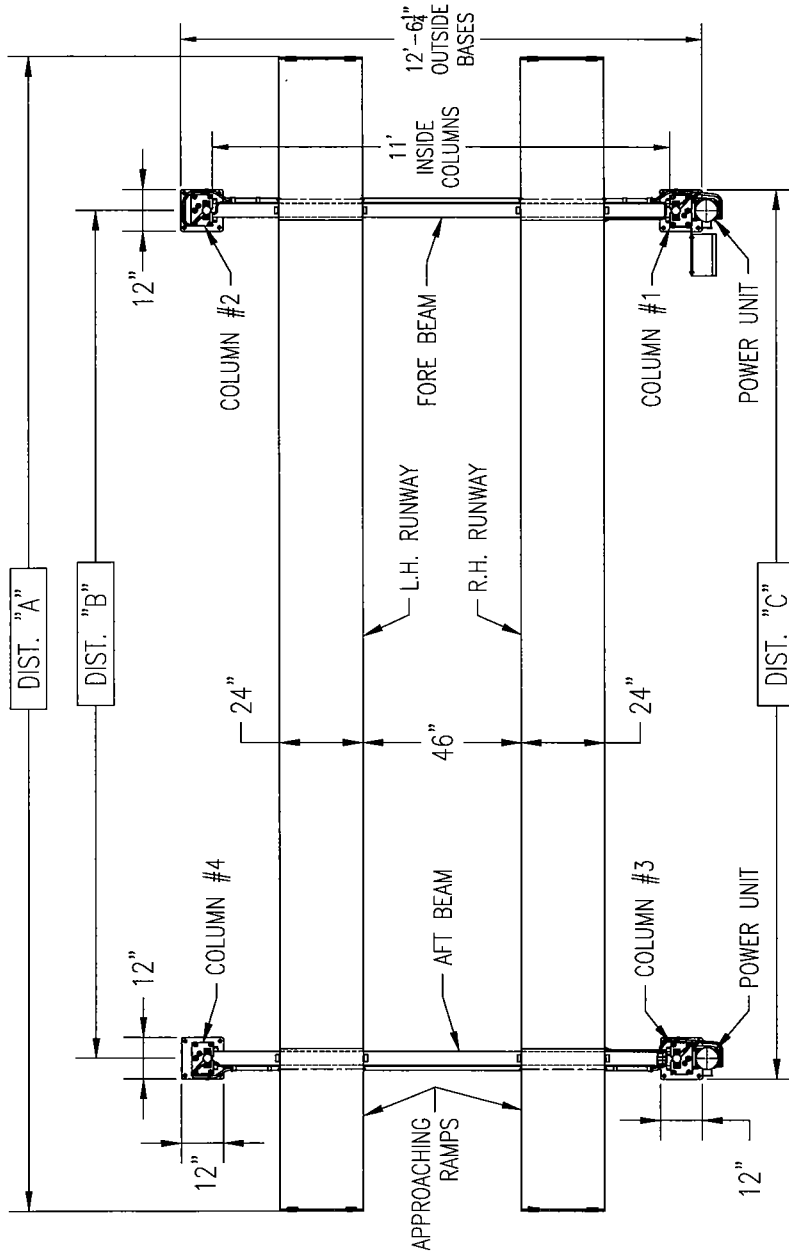 DIST. "A"
DIST. "B"
12"
12"
12'-6¼"
OUTSIDE
BASES
11'
INSIDE
COLUMNS
12"
COLUMN #4
COLUMN #2
24"
L.H. RUNWAY
FORE BEAM
AFT BEAM
APPROACHING
RAMPS
46"
R.H. RUNWAY
24"
COLUMN #3
COLUMN #1
12"
POWER UNIT
POWER UNIT
DIST. "C"